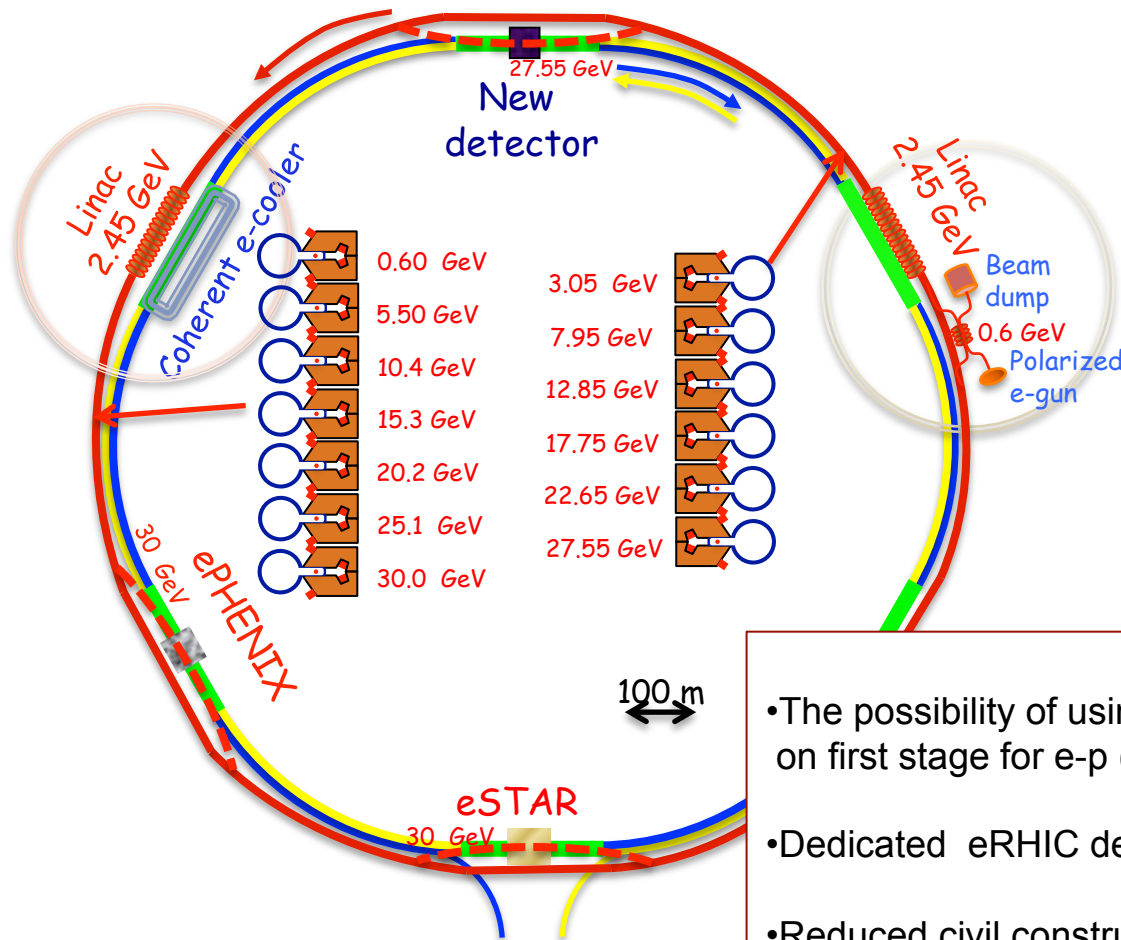 27.55 GeV
New
detector
Linac
2.45 GeV
Coherent e-cooler
Linac
2.45 GeV
Beam
dump
0.6 GeV
Polarized
e-gun
0.60 GeV
5.50 GeV
10.4 GeV
15.3 GeV
20.2 GeV
25.1 GeV
30.0 GeV
3.05 GeV
7.95 GeV
12.85 GeV
17.75 GeV
22.65 GeV
27.55 GeV
30 GeV
ePHENIX
100 m
eSTAR
30 GeV
•The possibility of usin
on first stage for e-p
•Dedicated eRHIC de
•Reduced civil constru